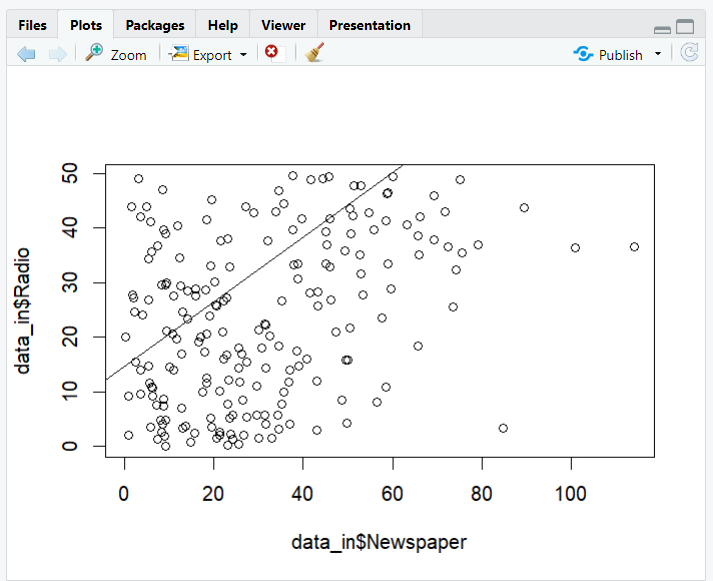 Files Plots Packages Help Viewer Presentation
Zoom Export Publish
50
40
30
20
10
0
data_in$Radio
0 20 40 60 80 100
data_in$Newspaper